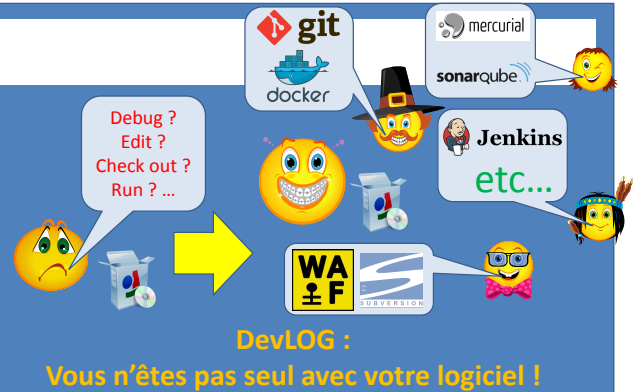 git
docker
mercurial
sonarqube
Debug ?
Edit ?
Check out ?
Run ? ...
Jenkins
etc...
WA
F
SUBVERSION
DevLOG :
Vous n'êtes pas seul avec votre logiciel !